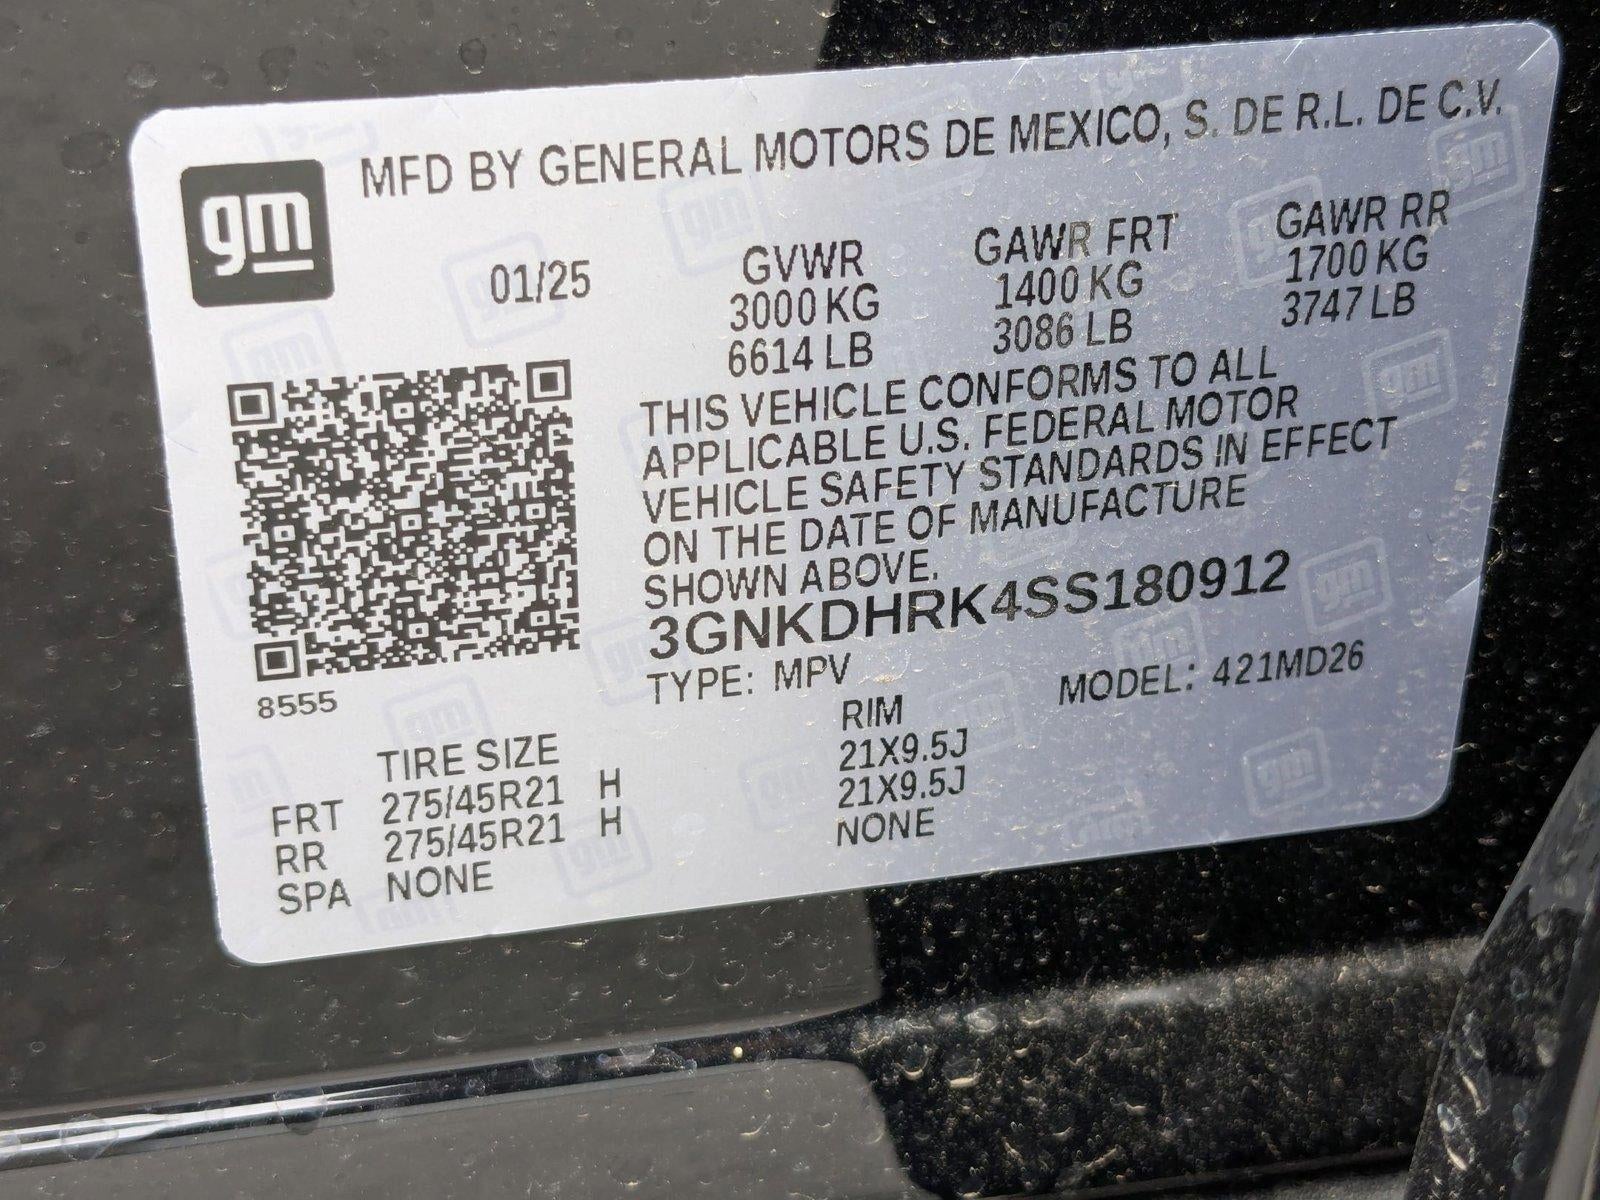 gm
MFD BY GENERAL MOTORS DE MEXICO, S. DE R.L. DE C.V.
01/25
GVWR GAWR FRT GAWR RR
3000 KG 1400 KG 1700 KG
6614 LB 3086 LB 3747 LB
THIS VEHICLE CONFORMS TO ALL
APPLICABLE U.S. FEDERAL MOTOR
VEHICLE SAFETY STANDARDS IN EFFECT
ON THE DATE OF MANUFACTURE
SHOWN ABOVE.
3GNKDHRK4SS180912
TYPE: MPV MODEL: 421MD26
8555
TIRE SIZE RIM
FRT 275/45R21 H 21X9.5J
RR 275/45R21 H 21X9.5J
SPA NONE NONE